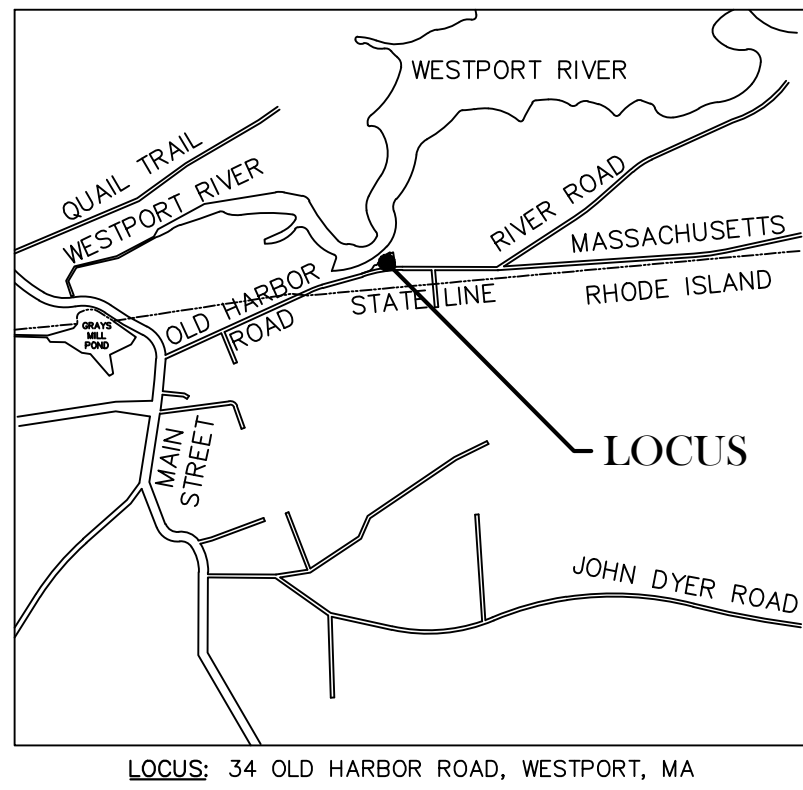 WESTPORT RIVER
QUAIL TRAIL
WESTPORT RIVER
RIVER ROAD
MASSACHUSETTS
OLD HARBOR
ROAD
STATE LINE
RHODE ISLAND
GRAYS
MILL
POND
MAIN
STREET
LOCUS
JOHN DYER ROAD
LOCUS: 34 OLD HARBOR ROAD, WESTPORT, MA